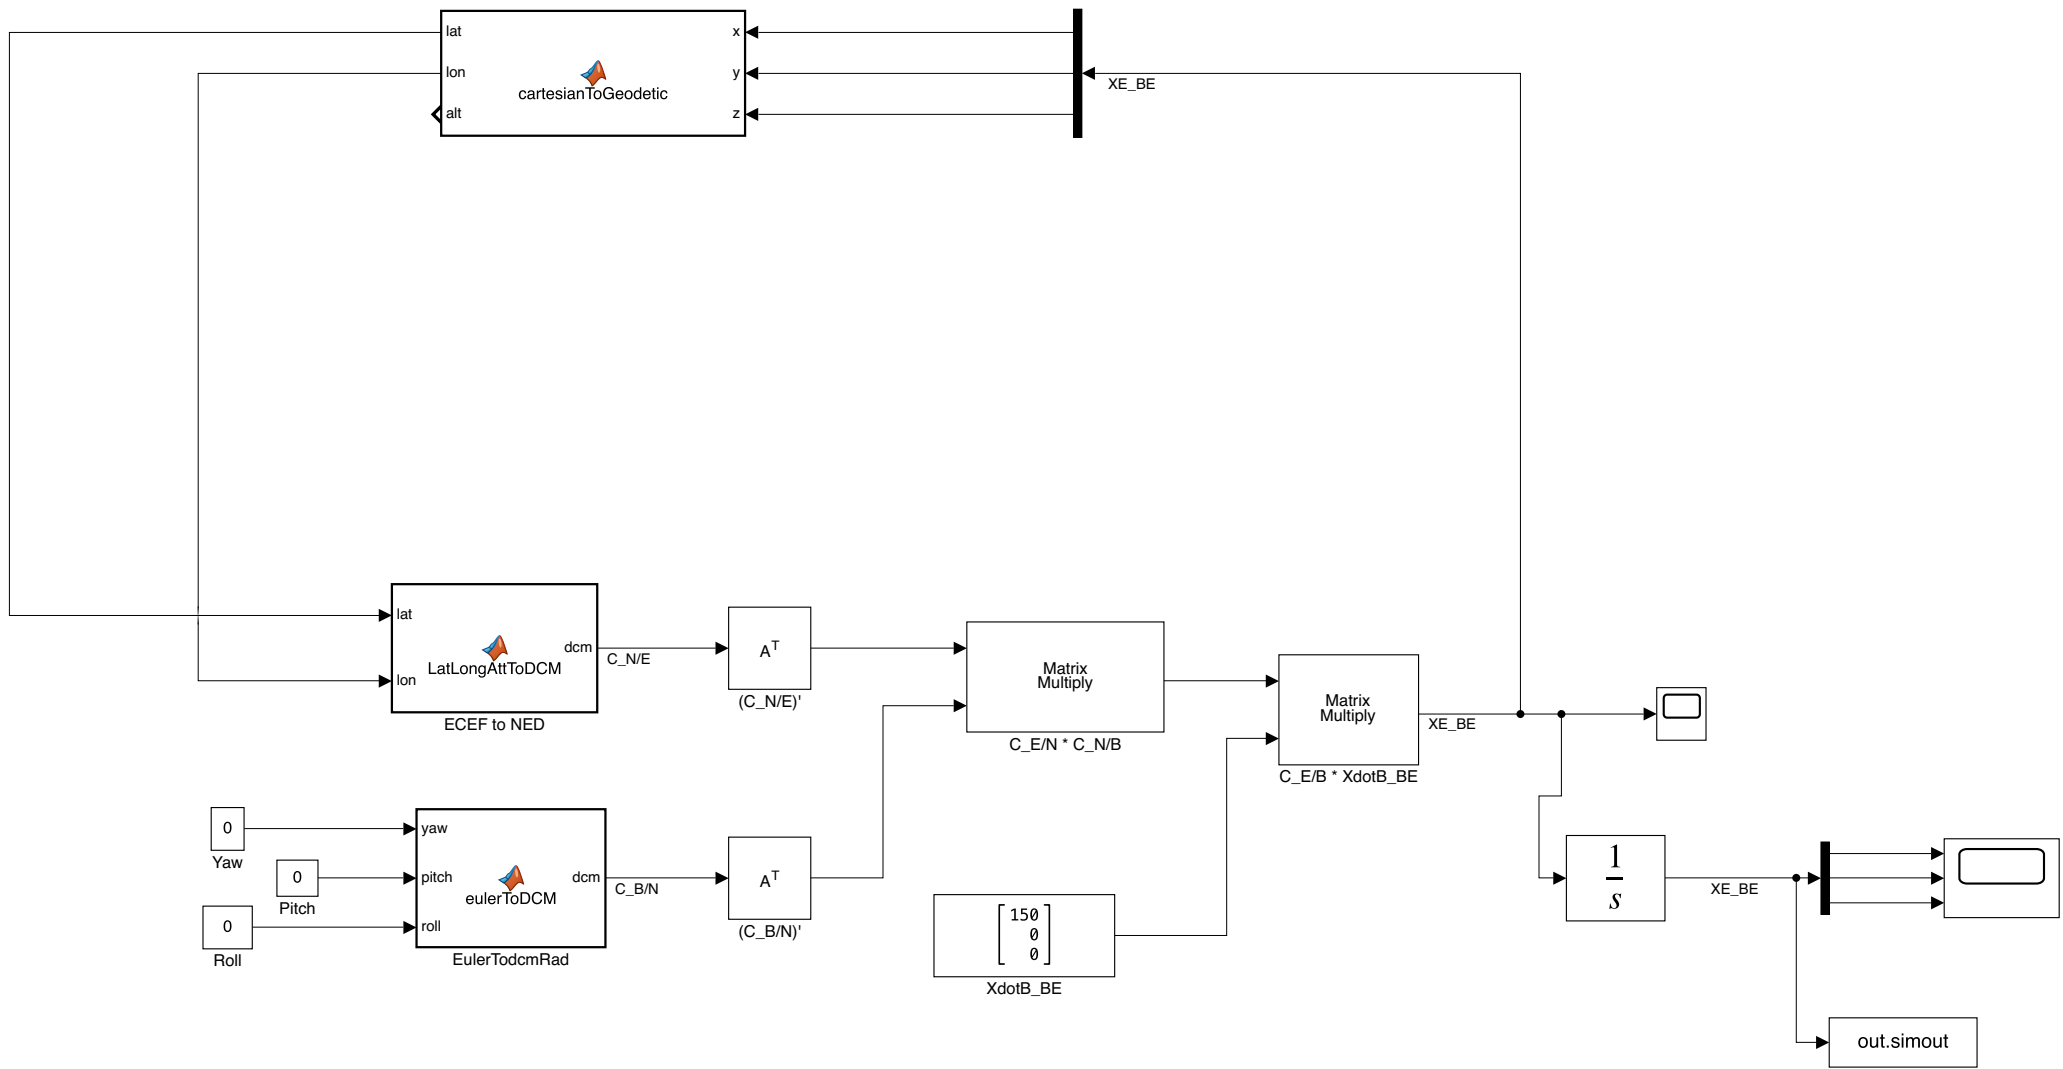 lat
x
lon
y
cartesianToGeodetic
XE_BE
alt
z
lat
dcm
C_N/E
LatLongAttToDCM
lon
ECEF to NED
A^T
(C_N/E)'
Matrix
Multiply
C_E/N * C_N/B
Matrix
Multiply
C_E/B * XdotB_BE
XE_BE
0
Yaw
0
Pitch
0
Roll
yaw
pitch
dcm
C_B/N
eulerToDCM
roll
EulerTodcmRad
A^T
(C_B/N)'
150
0
0
XdotB_BE
1
s
XE_BE
out.simout